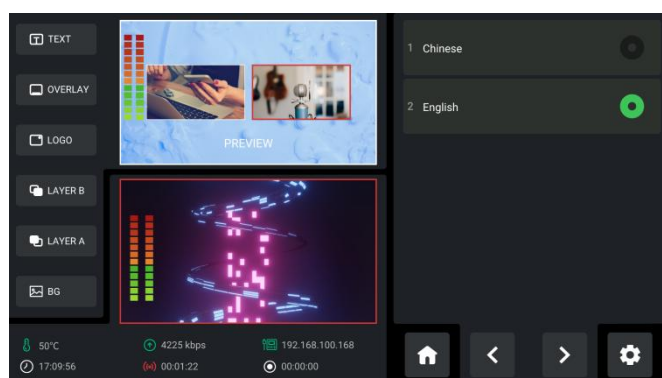 TEXT
OVERLAY
LOGO
LAYER B
LAYER A
BG
PREVIEW
1 Chinese
2 English
50°C
4225 kbps
192.168.100.168
17:09:56
00:01:22
00:00:00